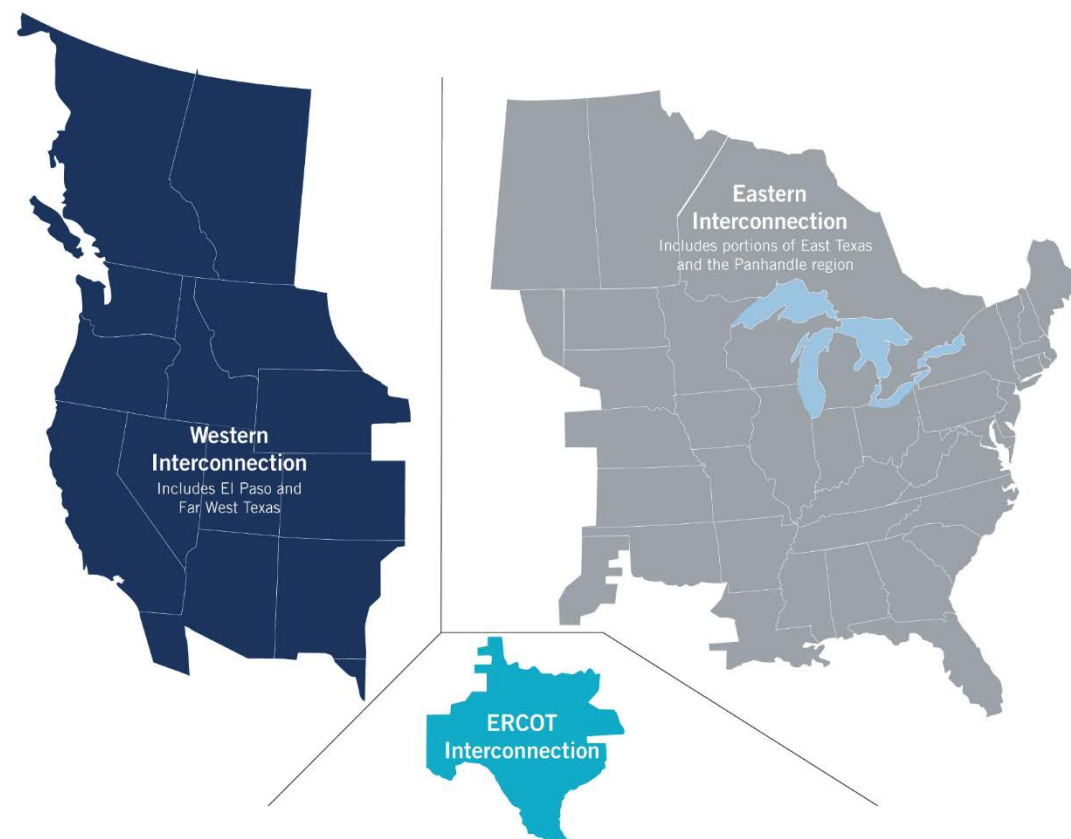 Western
Interconnection
Includes El Paso and
Far West Texas
Eastern
Interconnection
Includes portions of East Texas
and the Panhandle region
ERCOT
Interconnection